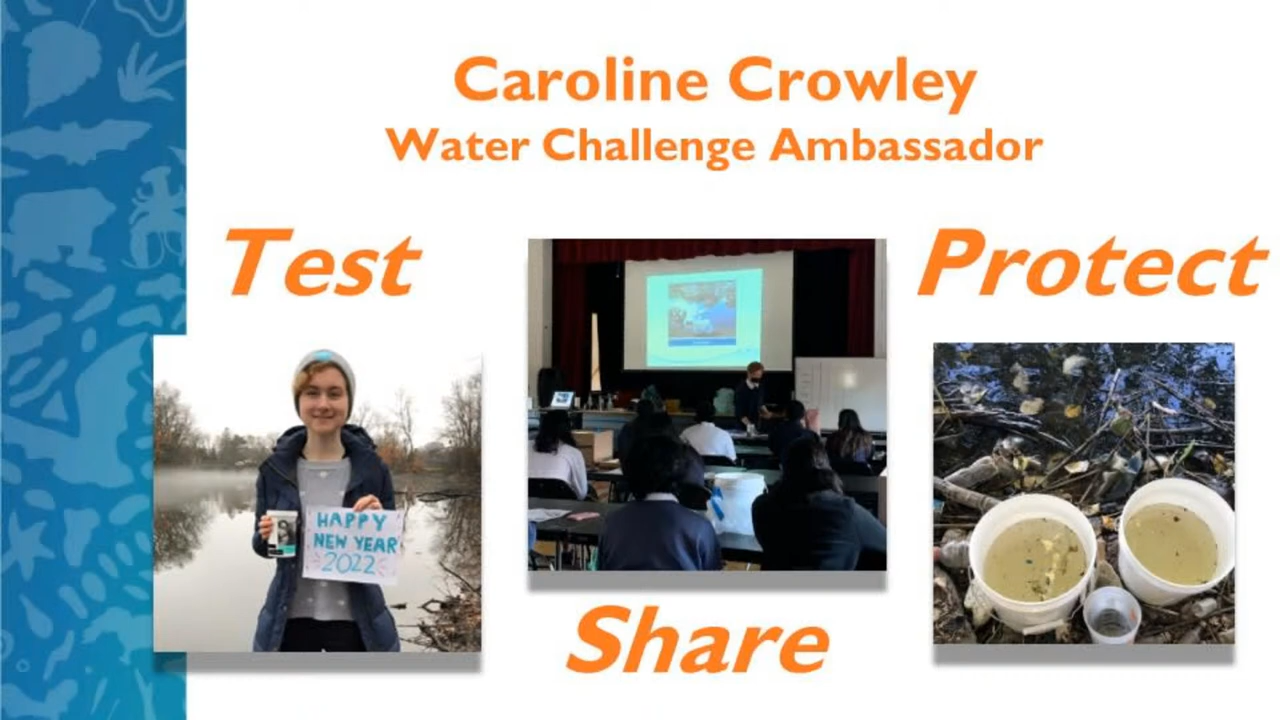 Caroline Crowley
Water Challenge Ambassador
Test
Protect
HAPPY
NEW YEAR
2022
Share